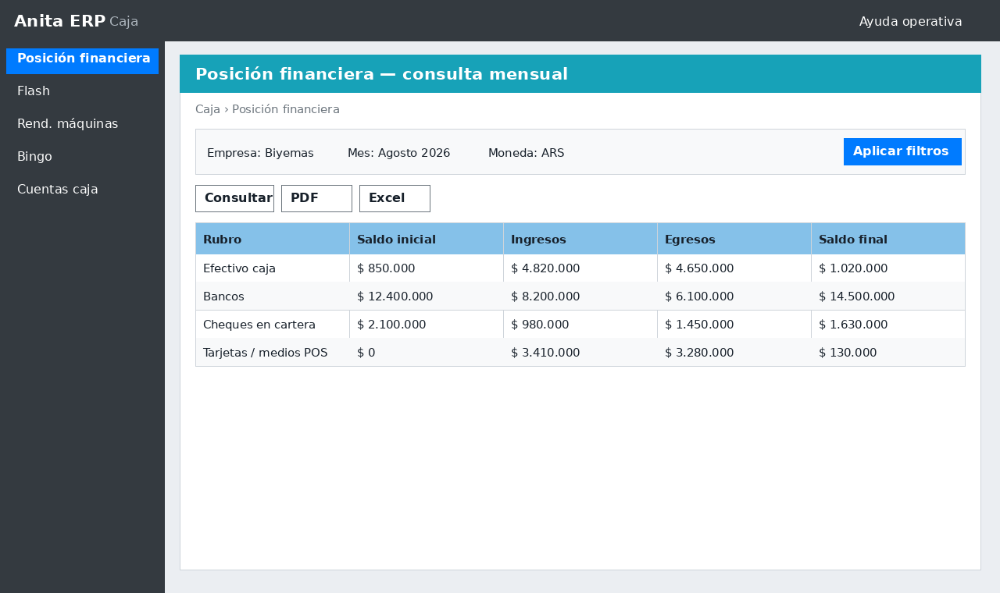 Anita ERP Caja
Ayuda operativa
Posición financiera
Flash
Rend. máquinas
Bingo
Cuentas caja
Posición financiera — consulta mensual
Caja › Posición financiera
Empresa: Biyemas Mes: Agosto 2026 Moneda: ARS Aplicar filtros
Consultar PDF Excel
Rubro Saldo inicial Ingresos Egresos Saldo final
Efectivo caja $ 850.000 $ 4.820.000 $ 4.650.000 $ 1.020.000
Bancos $ 12.400.000 $ 8.200.000 $ 6.100.000 $ 14.500.000
Cheques en cartera $ 2.100.000 $ 980.000 $ 1.450.000 $ 1.630.000
Tarjetas / medios POS $ 0 $ 3.410.000 $ 3.280.000 $ 130.000